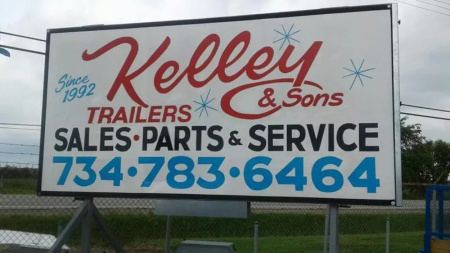 Kelley
Since
1992
& Sons
TRAILERS
SALES • PARTS & SERVICE
734•783•6464